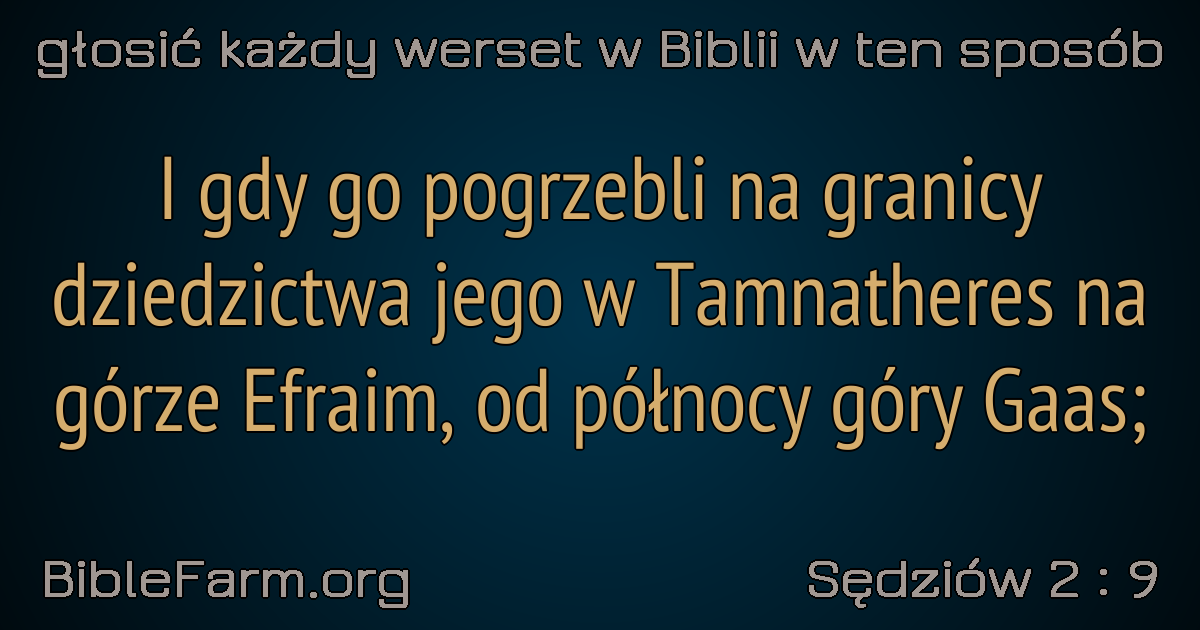 głosić każdy werset w Biblii w ten sposób
I gdy go pogrzebli na granicy
dziedzictwa jego w Tamnatheres na
górze Efraim, od północy góry Gaas;
BibleFarm.org
Sędziów 2 : 9